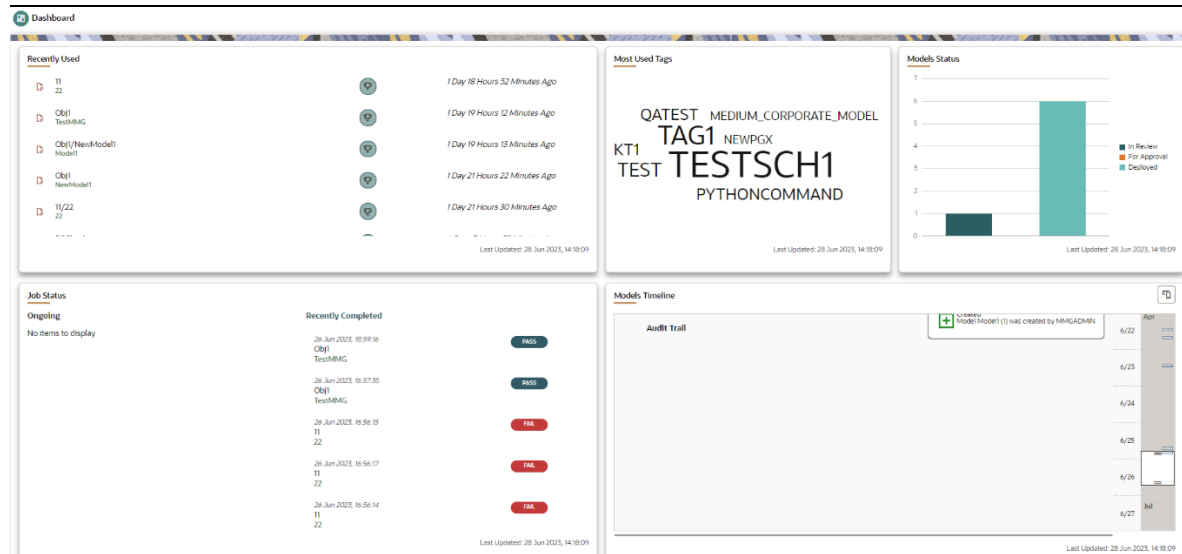 Dashboard
Recently Used
11
22
1 Day 18 Hours 52 Minutes Ago
Obj1
TestMMG
1 Day 19 Hours 12 Minutes Ago
Obj1/NewModel1
Model1
1 Day 19 Hours 13 Minutes Ago
Obj1
NewModel1
1 Day 21 Hours 22 Minutes Ago
11/22
22
1 Day 21 Hours 30 Minutes Ago
Last Updated: 28 Jun 2023, 14:18:09
Most Used Tags
QATEST MEDIUM_CORPORATE_MODEL
TAG1 NEWPGX
KT1
TEST TESTSCH1
PYTHONCOMMAND
Last Updated: 28 Jun 2023, 14:18:09
Models Status
7
6
5
4
3
2
1
0
In Review
For Approval
Deployed
Last Updated: 28 Jun 2023, 14:18:09
Job Status
Ongoing
No items to display
Recently Completed
26 Jun 2023, 18:59:16
Obj1
TestMMG
PASS
26 Jun 2023, 16:57:35
Obj1
TestMMG
PASS
26 Jun 2023, 16:56:15
11
22
FAIL
26 Jun 2023, 16:56:17
11
22
FAIL
26 Jun 2023, 16:56:14
11
22
FAIL
Last Updated: 28 Jun 2023, 14:18:09
Models Timeline
Audit Trail
Created
Model Model1 (1) was created by MMGADMIN
6/22
6/23
6/24
6/25
6/26
6/27
Apr
Jul
Last Updated: 28 Jun 2023, 14:18:09